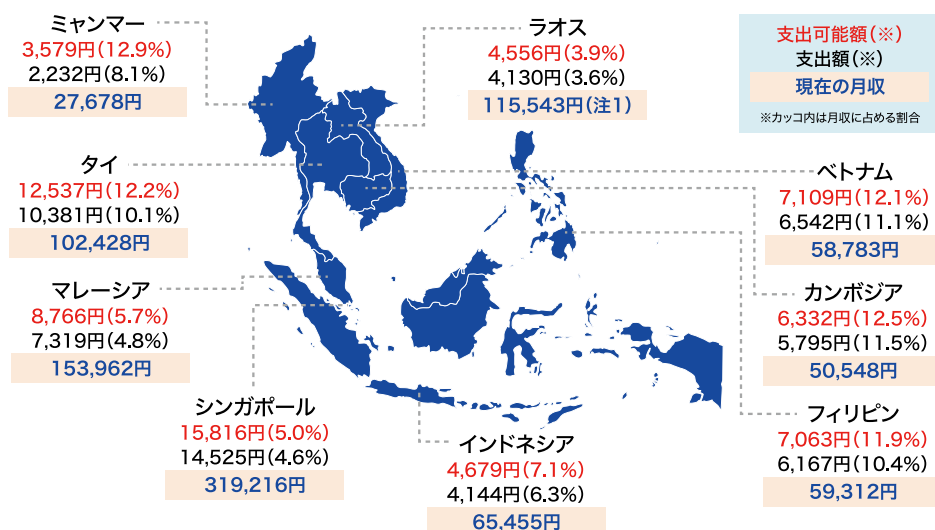 ミャンマー
3,579円(12.9%)
2,232円(8.1%)
27,678円
ラオス
4,556円(3.9%)
4,130円(3.6%)
115,543円(注1)
支出可能額(※)
支出額(※)
現在の月収
※カッコ内は月収に占める割合
タイ
12,537円(12.2%)
10,381円(10.1%)
102,428円
ベトナム
7,109円(12.1%)
6,542円(11.1%)
58,783円
マレーシア
8,766円(5.7%)
7,319円(4.8%)
153,962円
カンボジア
6,332円(12.5%)
5,795円(11.5%)
50,548円
シンガポール
15,816円(5.0%)
14,525円(4.6%)
319,216円
インドネシア
4,679円(7.1%)
4,144円(6.3%)
65,455円
フィリピン
7,063円(11.9%)
6,167円(10.4%)
59,312円